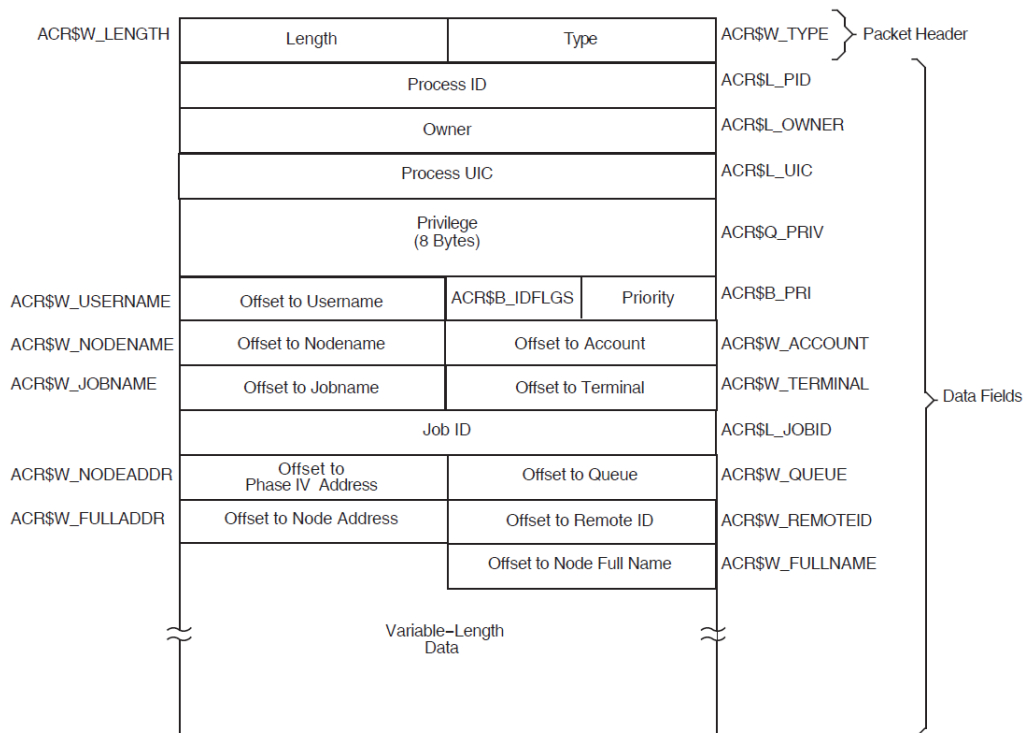 ACR$W_LENGTH Length Type ACR$W_TYPE Packet Header
Process ID ACR$L_PID
Owner ACR$L_OWNER
Process UIC ACR$L_UIC
Privilege
(8 Bytes) ACR$Q_PRIV
ACR$W_USERNAME Offset to Username ACR$B_IDFLGS Priority ACR$B_PRI
ACR$W_NODENAME Offset to Nodename Offset to Account ACR$W_ACCOUNT
ACR$W_JOBNAME Offset to Jobname Offset to Terminal ACR$W_TERMINAL
Data Fields
Job ID ACR$L_JOBID
ACR$W_NODEADDR Offset to
Phase IV Address Offset to Queue ACR$W_QUEUE
ACR$W_FULLADDR Offset to Node Address Offset to Remote ID ACR$W_REMOTEID
Offset to Node Full Name ACR$W_FULLNAME
Variable–Length
Data